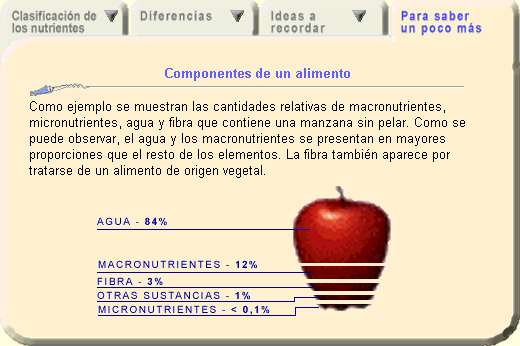 Clasificación de
los nutrientes
Diferencias
Ideas a
recordar
Para saber
un poco más
Componentes de un alimento
Como ejemplo se muestran las cantidades relativas de macronutrientes,
micronutrientes, agua y fibra que contiene una manzana sin pelar. Como se
puede observar, el agua y los macronutrientes se presentan en mayores
proporciones que el resto de los elementos. La fibra también aparece por
tratarse de un alimento de origen vegetal.
AGUA - 84%
MACRONUTRIENTES - 12%
FIBRA - 3%
OTRAS SUSTANCIAS - 1%
MICRONUTRIENTES - < 0,1%